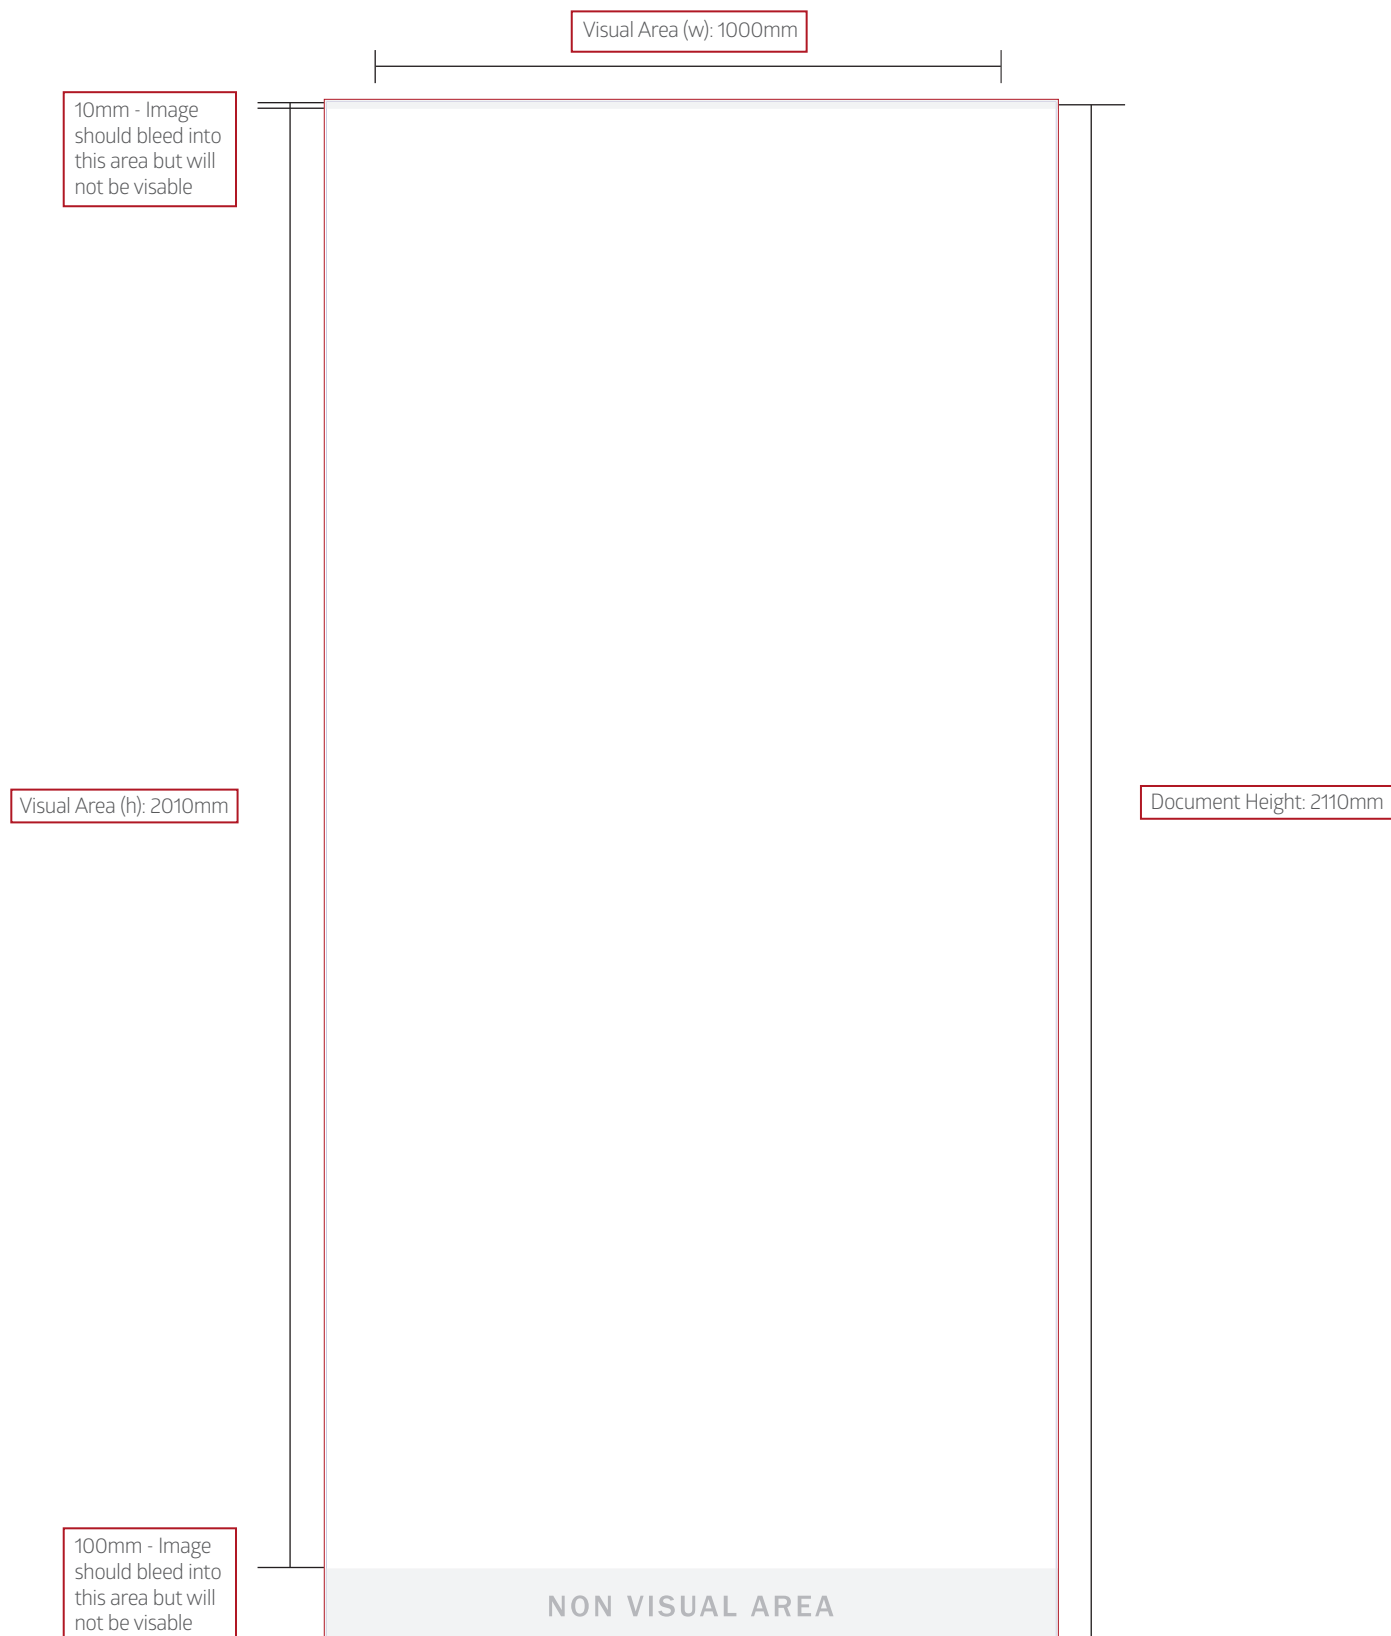 Visual Area (w): 1000mm
10mm - Image
should bleed into
this area but will
not be visable
Visual Area (h): 2010mm
Document Height: 2110mm
100mm - Image
should bleed into
this area but will
not be visable
NON VISUAL AREA